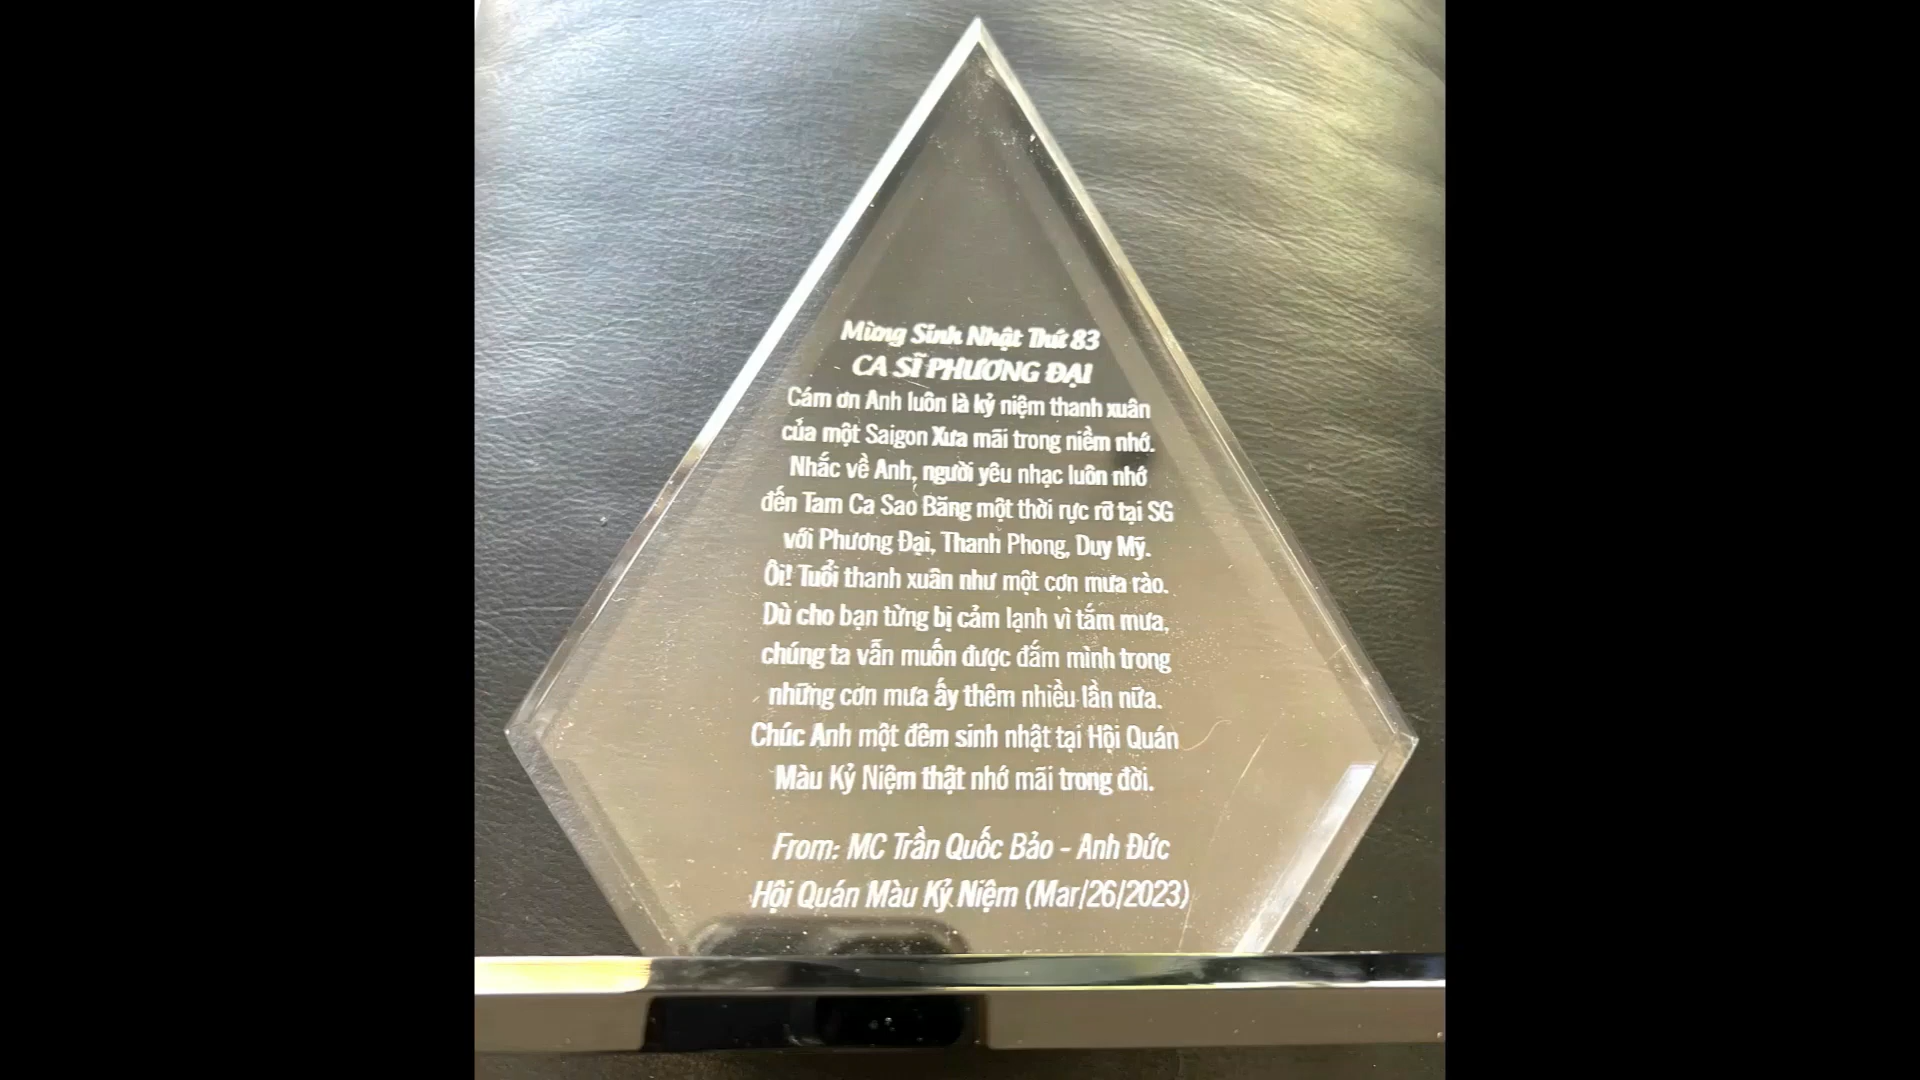 Mừng Sinh Nhật Thứ 83
CA SĨ PHƯƠNG ĐẠI
Cám ơn Anh luôn là kỷ niệm thanh xuân
của một Saigon Xưa mãi trong niềm nhớ.
Nhắc về Anh, người yêu nhạc luôn nhớ
đến Tam Ca Sao Băng một thời rực rỡ tại SG
với Phương Đại, Thanh Phong, Duy Mỹ.
Ôi! Tuổi thanh xuân như một cơn mưa rào.
Dù cho bạn từng bị cảm lạnh vì tắm mưa,
chúng ta vẫn muốn được đắm mình trong
những cơn mưa ấy thêm nhiều lần nữa.
Chúc Anh một đêm sinh nhật tại Hội Quán
Màu Kỷ Niệm thật nhớ mãi trong đời.
From: MC Trần Quốc Bảo - Anh Đức
Hội Quán Màu Kỷ Niệm (Mar/26/2023)